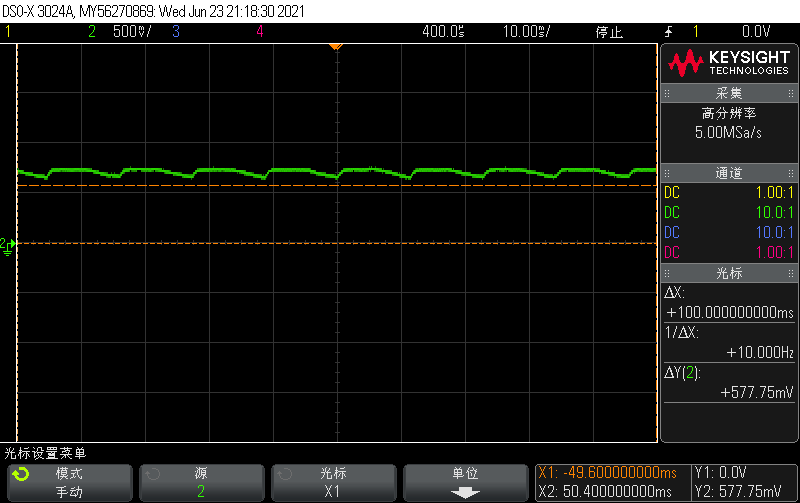 DSO-X 3024A, MY56270869: Wed Jun 23 21:18:30 2021
1 2 500mV/ 3 4 400.0us 10.00ms/ 停止 1 0.0V
KEYSIGHT
TECHNOLOGIES
采集
高分辨率
5.00MSa/s
通道
DC 1.00:1
DC 10.0:1
DC 10.0:1
DC 1.00:1
光标
ΔX:
+100.000000000ms
1/ΔX:
+10.000Hz
ΔY(2):
+577.75mV
2
光标设置菜单
模式
手动
源
2
光标
X1
单位
X1: -49.600000000ms
X2: 50.400000000ms
Y1: 0.0V
Y2: 577.75mV